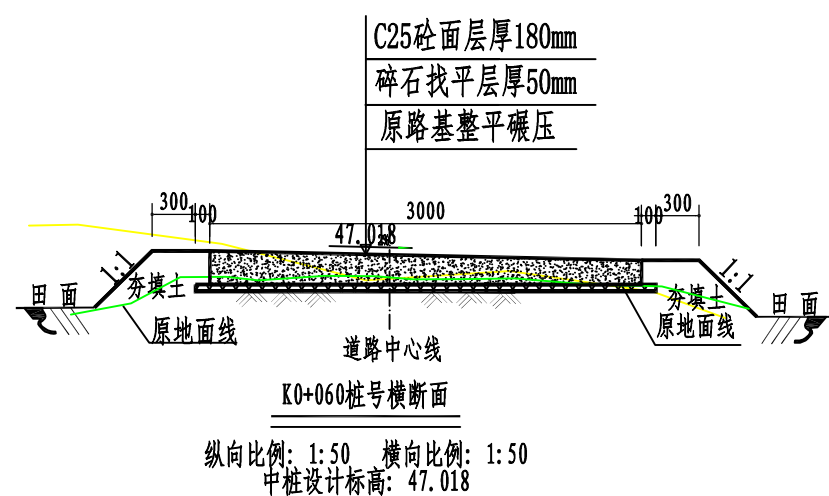 C25砼面层厚180mm
碎石找平层厚50mm
原路基整平碾压
300 100 3000 100 300
47.018
1:1 1:1
田面 夯填土 夯填土 田面
原地面线 原地面线
道路中心线
K0+060桩号横断面
纵向比例: 1:50 横向比例: 1:50
中桩设计标高: 47.018